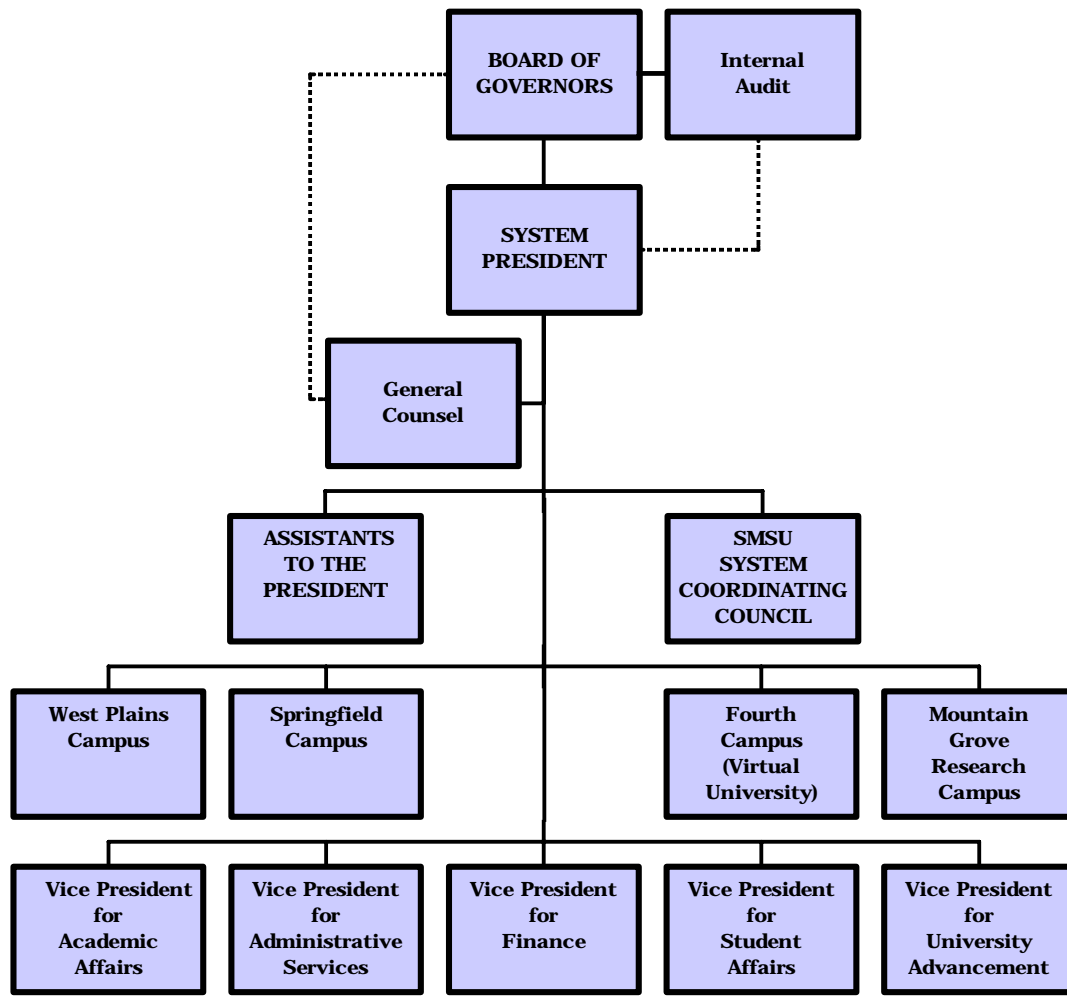 BOARD OF
GOVERNORS
Internal
Audit
SYSTEM
PRESIDENT
General
Counsel
ASSISTANTS
TO THE
PRESIDENT
SMSU
SYSTEM
COORDINATING
COUNCIL
West Plains
Campus
Springfield
Campus
Fourth
Campus
(Virtual
University)
Mountain
Grove
Research
Campus
Vice President
for
Academic
Affairs
Vice President
for
Administrative
Services
Vice President
for
Finance
Vice President
for
Student
Affairs
Vice President
for
University
Advancement